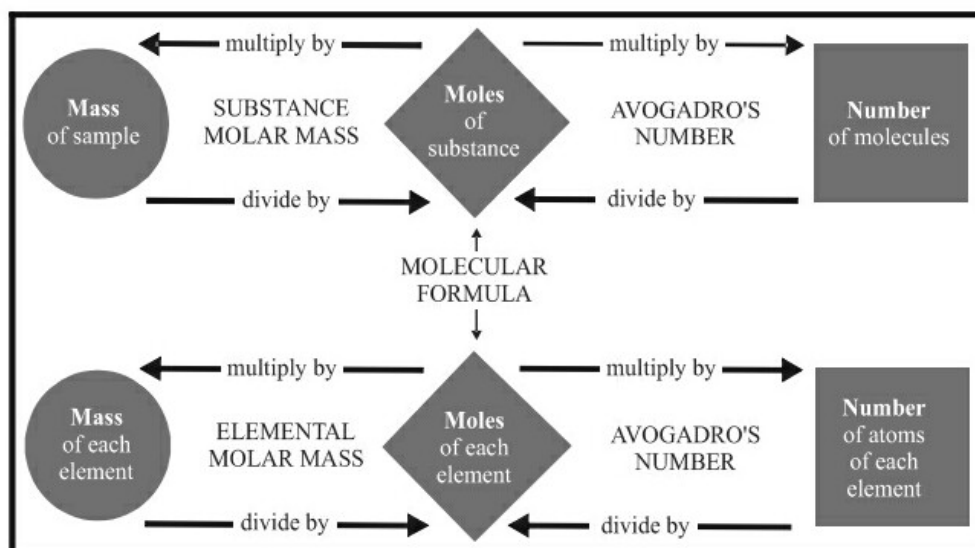 multiply by
multiply by
Mass
of sample
SUBSTANCE
MOLAR MASS
Moles
of
substance
AVOGADRO'S
NUMBER
Number
of molecules
divide by
divide by
MOLECULAR
FORMULA
multiply by
multiply by
Mass
of each
element
ELEMENTAL
MOLAR MASS
Moles
of each
element
AVOGADRO'S
NUMBER
Number
of atoms
of each
element
divide by
divide by